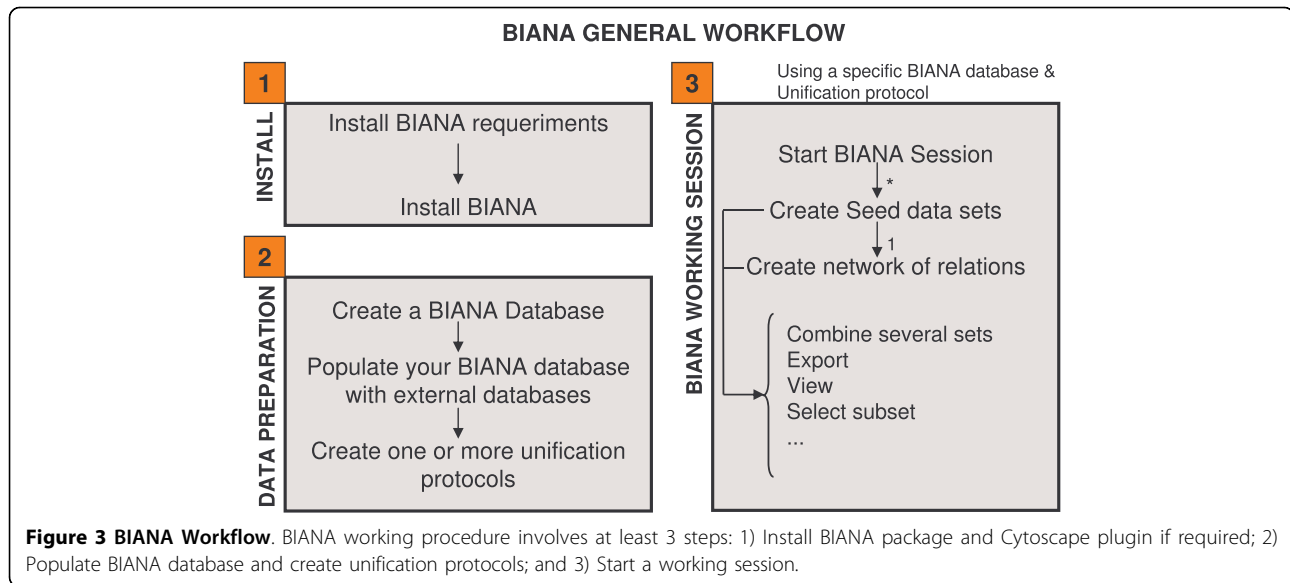 BIANA GENERAL WORKFLOW
1
INSTALL
Install BIANA requeriments
Install BIANA
2
DATA PREPARATION
Create a BIANA Database
Populate your BIANA database
with external databases
Create one or more unification
protocols
3
Using a specific BIANA database &
Unification protocol
BIANA WORKING SESSION
Start BIANA Session
*
Create Seed data sets
1
Create network of relations
Combine several sets
Export
View
Select subset
...
Figure 3 BIANA Workflow. BIANA working procedure involves at least 3 steps: 1) Install BIANA package and Cytoscape plugin if required; 2)
Populate BIANA database and create unification protocols; and 3) Start a working session.